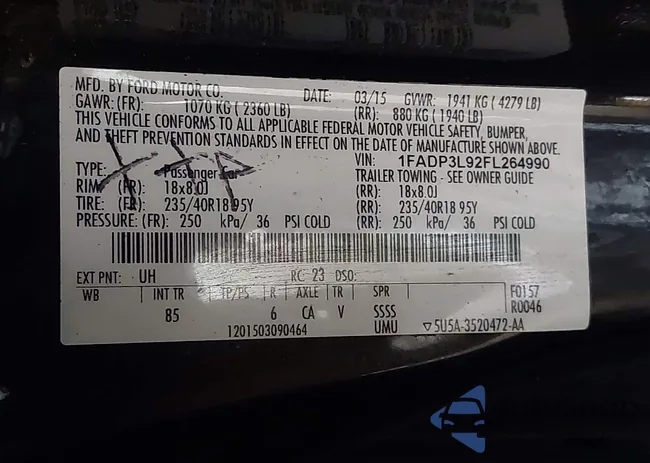 MFD. BY FORD MOTOR CO. DATE: 03/15 GVWR: 1941 KG ( 4279 LB)
GAWR: (FR): 1070 KG ( 2360 LB) (RR): 880 KG ( 1940 LB)
THIS VEHICLE CONFORMS TO ALL APPLICABLE FEDERAL MOTOR VEHICLE SAFETY, BUMPER,
AND THEFT PREVENTION STANDARDS IN EFFECT ON THE DATE OF MANUFACTURE SHOWN ABOVE.
VIN: 1FADP3L92FL264990
TYPE: Passenger Car TRAILER TOWING - SEE OWNER GUIDE
RIM: (FR): 18x8.0J (RR): 18x8.0J
TIRE: (FR): 235/40R18 95Y (RR): 235/40R18 95Y
PRESSURE: (FR): 250 kPa/ 36 PSI COLD (RR): 250 kPa/ 36 PSI COLD
EXT PNT: UH RC: 23 DSO:
WB INT TR TP/PS R AXLE TR SPR F0157
85 6 CA V SSSS R0046
1201503090464 UMU ▽5U5A-3520472-AA